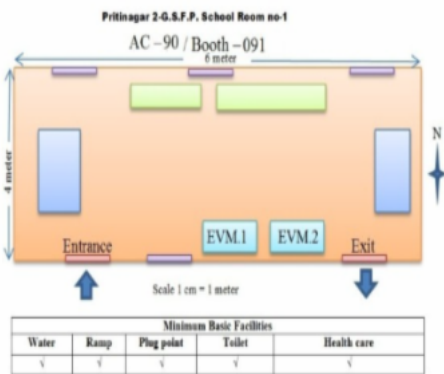 Pritinagar 2-G.S.F.P. School Room no-1
AC -90 / Booth -091
6 meter
4 meter
N
EVM.1 EVM.2
Entrance Exit
Scale 1 cm = 1 meter
Minimum Basic Facilities
Water Ramp Plug point Toilet Health care
√ √ √ √ √